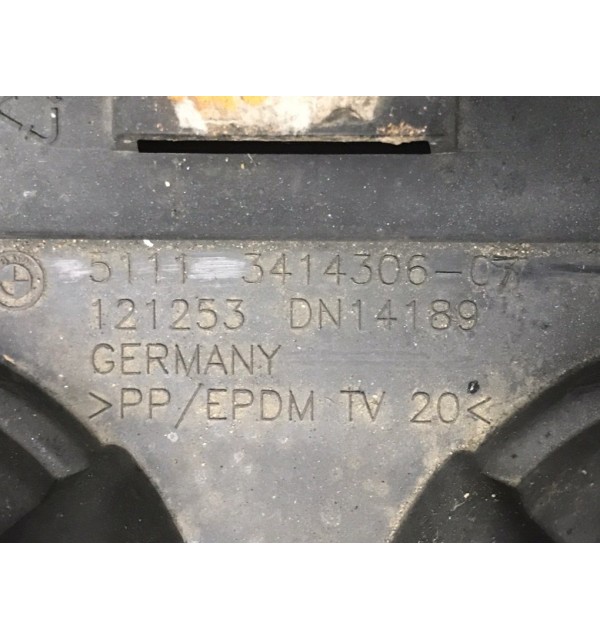 5111 3414306-07
121253 DN14189
GERMANY
>PP/EPDM TV 20<